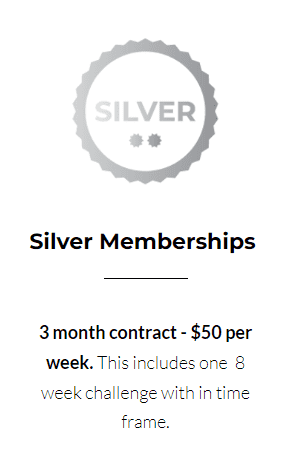 SILVER
Silver Memberships
3 month contract - $50 per
week. This includes one 8
week challenge with in time
frame.